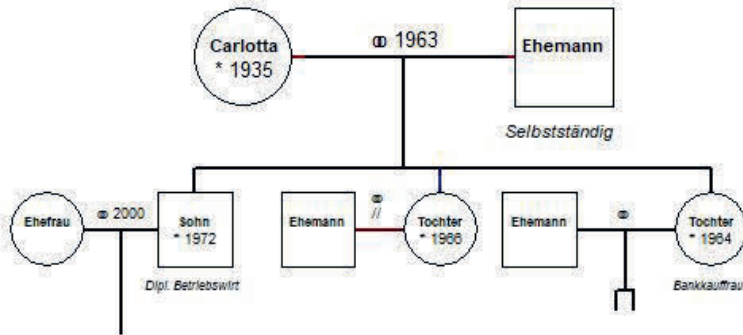 Carlotta
* 1935
⚭ 1963
Ehemann
Selbstständig
Ehefrau
⚭ 2000
Sohn
* 1972
Dipl. Betriebswirt
Ehemann
⚭
//
Tochter
* 1966
Ehemann
⚭
Tochter
* 1964
Bankkauffrau